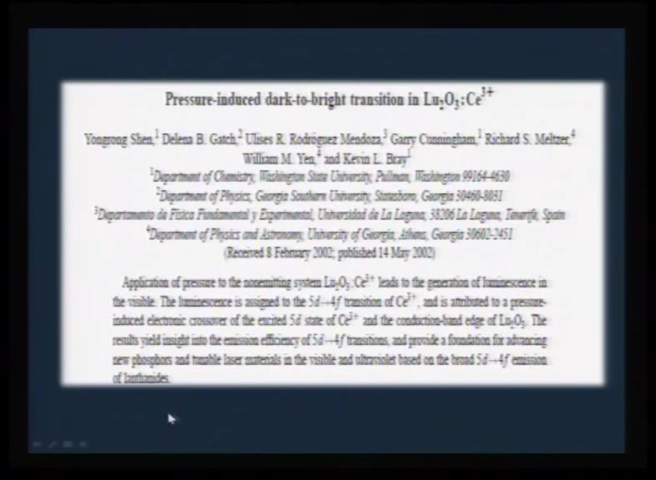 Pressure-induced dark-to-bright transition in Lu₂O₃:Ce³⁺
Yongrong Shen,¹ Delena B. Gatch,² Ulises R. Rodríguez Mendoza,³ Garry Cunningham,¹ Richard S. Meltzer,⁴
William M. Yen,⁴ and Kevin L. Bray¹
¹Department of Chemistry, Washington State University, Pullman, Washington 99164-4630
²Department of Physics, Georgia Southern University, Statesboro, Georgia 30460-8031
³Departamento de Física Fundamental y Experimental, Universidad de La Laguna, 38206 La Laguna, Tenerife, Spain
⁴Department of Physics and Astronomy, University of Georgia, Athens, Georgia 30602-2451
(Received 8 February 2002; published 14 May 2002)
Application of pressure to the nonemitting system Lu₂O₃:Ce³⁺ leads to the generation of luminescence in
the visible. The luminescence is assigned to the 5d→4f transition of Ce³⁺, and is attributed to a pressure-
induced electronic crossover of the excited 5d state of Ce³⁺ and the conduction-band edge of Lu₂O₃. The
results yield insight into the emission efficiency of 5d→4f transitions, and provide a foundation for advancing
new phosphors and tunable laser materials in the visible and ultraviolet based on the broad 5d→4f emission
of lanthanides.